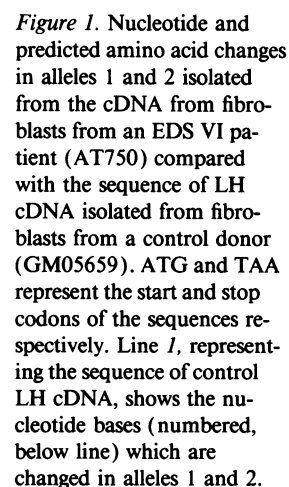 Figure 1. Nucleotide and
predicted amino acid changes
in alleles 1 and 2 isolated
from the cDNA from fibro-
blasts from an EDS VI pa-
tient (AT750) compared
with the sequence of LH
cDNA isolated from fibro-
blasts from a control donor
(GM05659). ATG and TAA
represent the start and stop
codons of the sequences re-
spectively. Line 1, represent-
ing the sequence of control
LH cDNA, shows the nu-
cleotide bases (numbered,
below line) which are
changed in alleles 1 and 2.